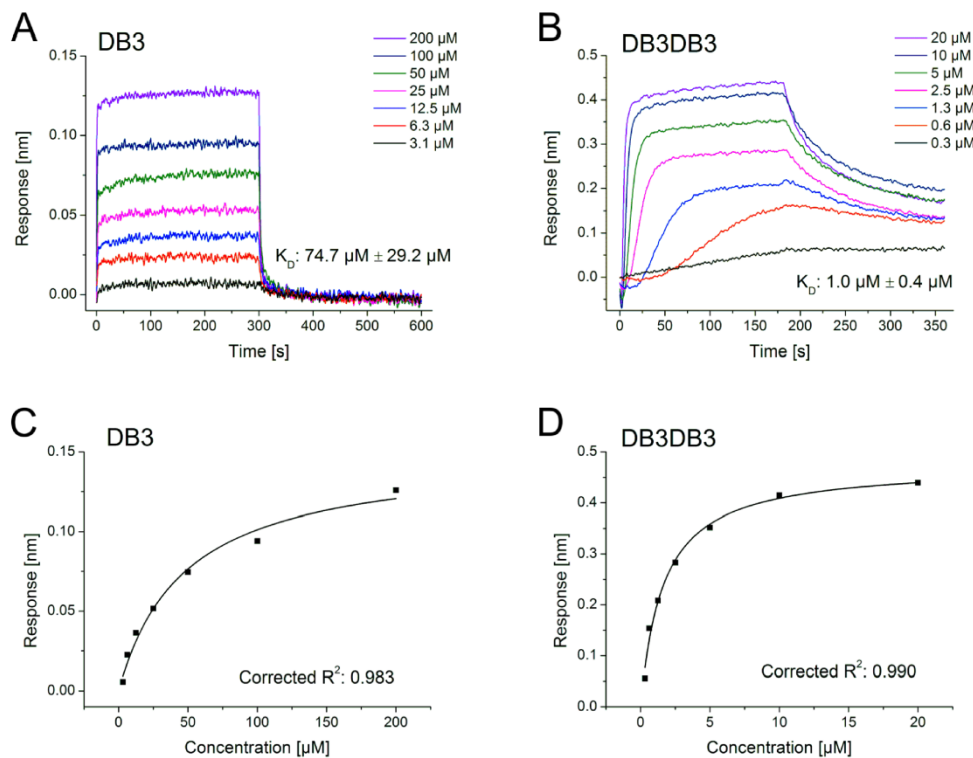 A
DB3
0.15
0.10
0.05
0.00
Response [nm]
200 µM
100 µM
50 µM
25 µM
12.5 µM
6.3 µM
3.1 µM
K_D: 74.7 µM ± 29.2 µM
0 100 200 300 400 500 600
Time [s]
B
DB3DB3
0.5
0.4
0.3
0.2
0.1
0.0
Response [nm]
20 µM
10 µM
5 µM
2.5 µM
1.3 µM
0.6 µM
0.3 µM
K_D: 1.0 µM ± 0.4 µM
0 50 100 150 200 250 300 350
Time [s]
C
DB3
0.15
0.10
0.05
0.00
Response [nm]
Corrected R²: 0.983
0 50 100 150 200
Concentration [µM]
D
DB3DB3
0.5
0.4
0.3
0.2
0.1
0.0
Response [nm]
Corrected R²: 0.990
0 5 10 15 20
Concentration [µM]